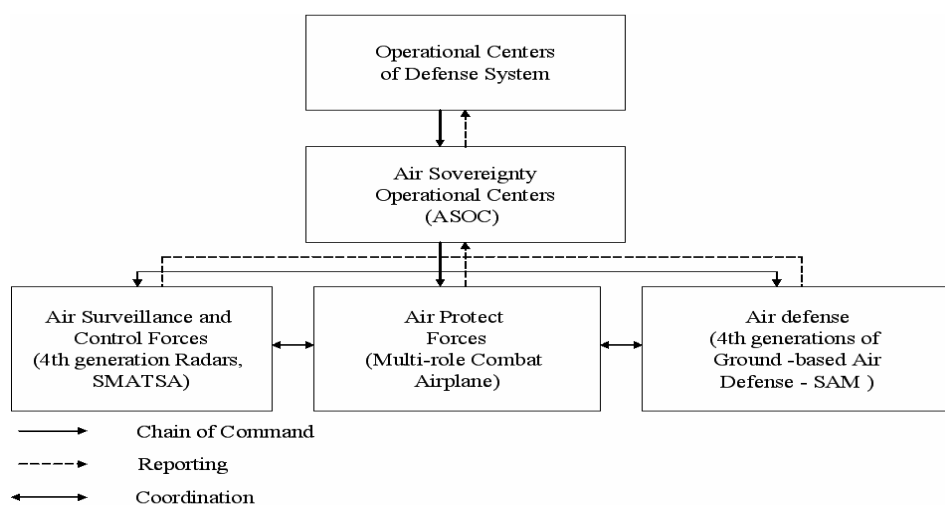 Operational Centers
of Defense System
Air Sovereignty
Operational Centers
(ASOC)
Air Surveillance and
Control Forces
(4th generation Radars,
SMATSA)
Air Protect
Forces
(Multi-role Combat
Airplane)
Air defense
(4th generations of
Ground -based Air
Defense - SAM )
Chain of Command
Reporting
Coordination